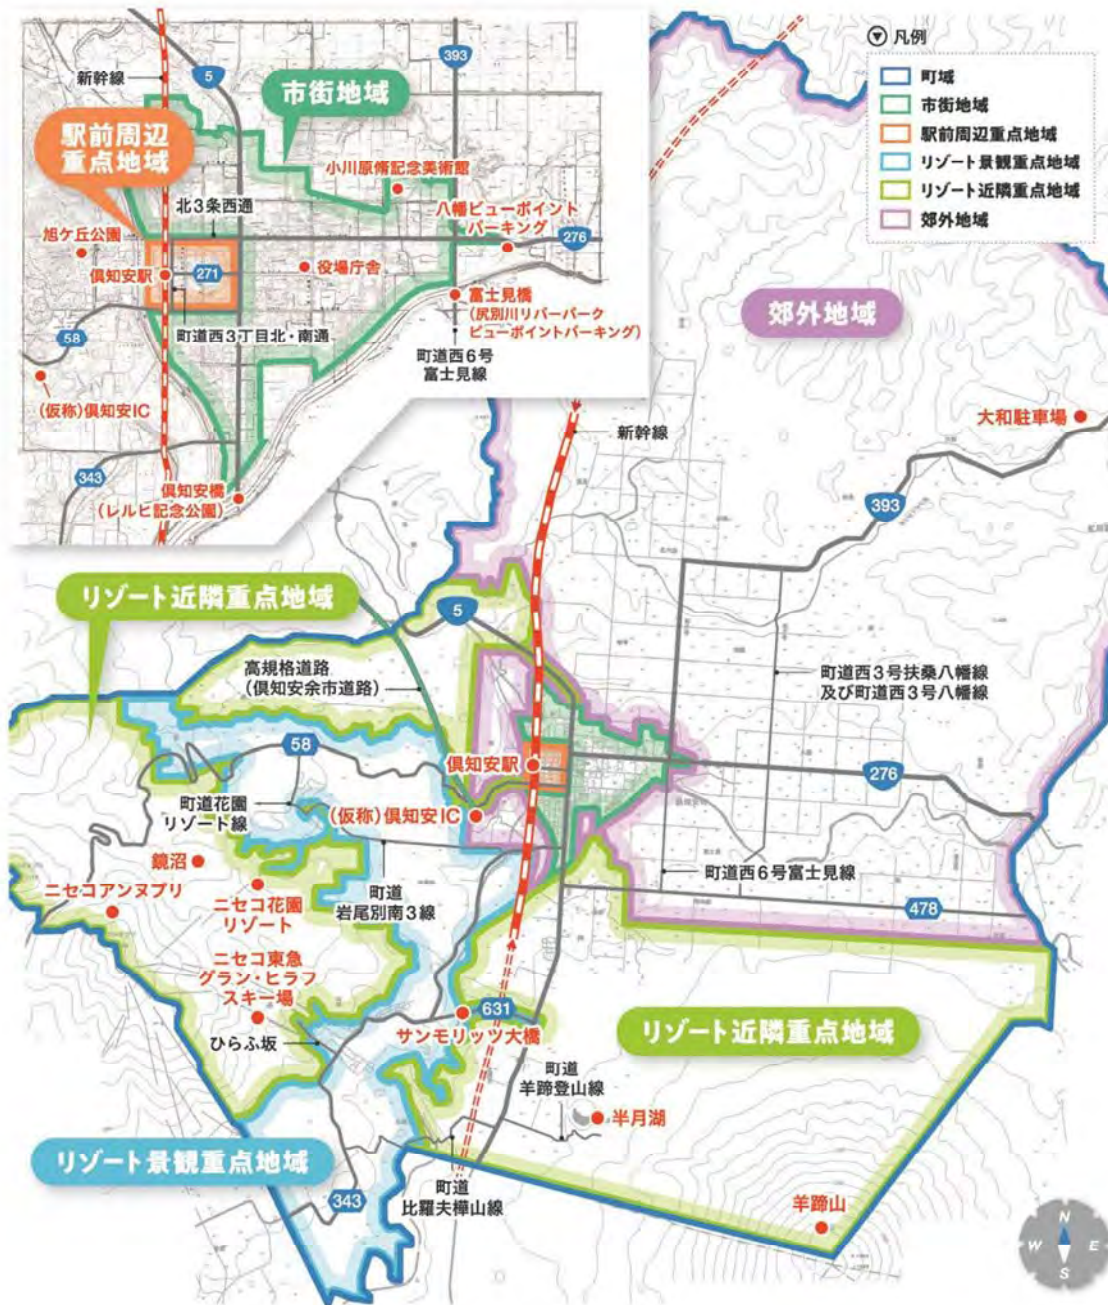 凡例
町域
市街地域
駅前周辺重点地域
リゾート景観重点地域
リゾート近隣重点地域
郊外地域
新幹線
5
393
市街地域
駅前周辺
重点地域
小川原脩記念美術館
北3条西通
八幡ビューポイント
パーキング
旭ケ丘公園
276
倶知安駅
271
役場庁舎
富士見橋
(尻別川リバーパーク
ビューポイントパーキング)
58
町道西3丁目北・南通
町道西6号
富士見線
(仮称)倶知安IC
343
倶知安橋
(レルヒ記念公園)
郊外地域
大和駐車場
新幹線
393
リゾート近隣重点地域
5
高規格道路
(倶知安余市道路)
町道西3号扶桑八幡線
及び町道西3号八幡線
58
倶知安駅
276
町道花園
リゾート線
(仮称)倶知安IC
鏡沼
町道西6号富士見線
ニセコアンヌプリ
ニセコ花園
リゾート
町道
岩尾別南3線
478
ニセコ東急
グラン・ヒラフ
スキー場
631
サンモリッツ大橋
リゾート近隣重点地域
ひらふ坂
町道
羊蹄登山線
半月湖
リゾート景観重点地域
343
町道
比羅夫樺山線
羊蹄山
N
W
E
S